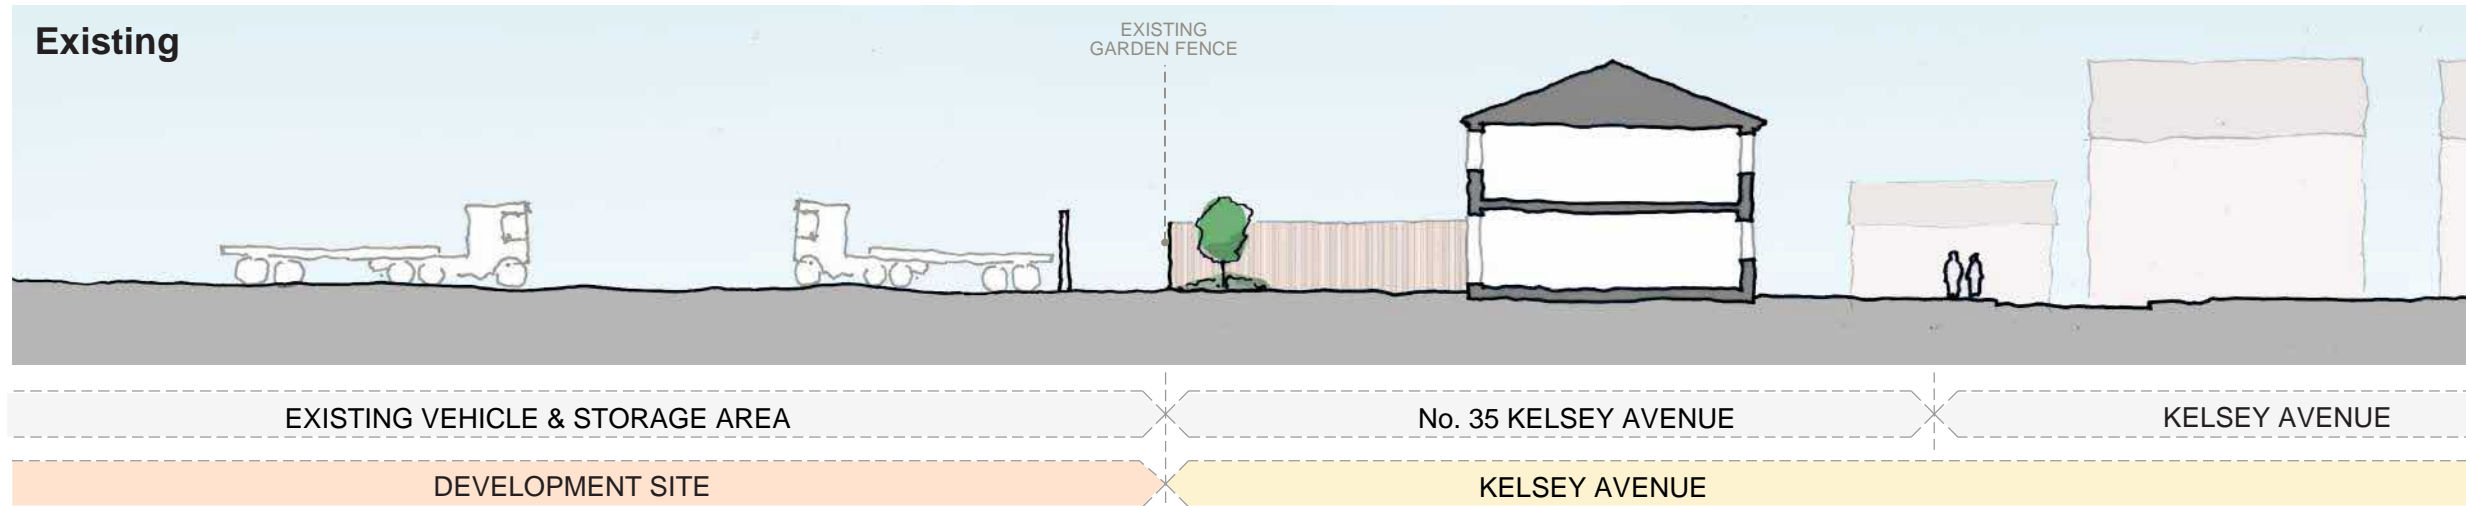 Existing
EXISTING
GARDEN FENCE
EXISTING VEHICLE & STORAGE AREA
No. 35 KELSEY AVENUE
KELSEY AVENUE
DEVELOPMENT SITE
KELSEY AVENUE